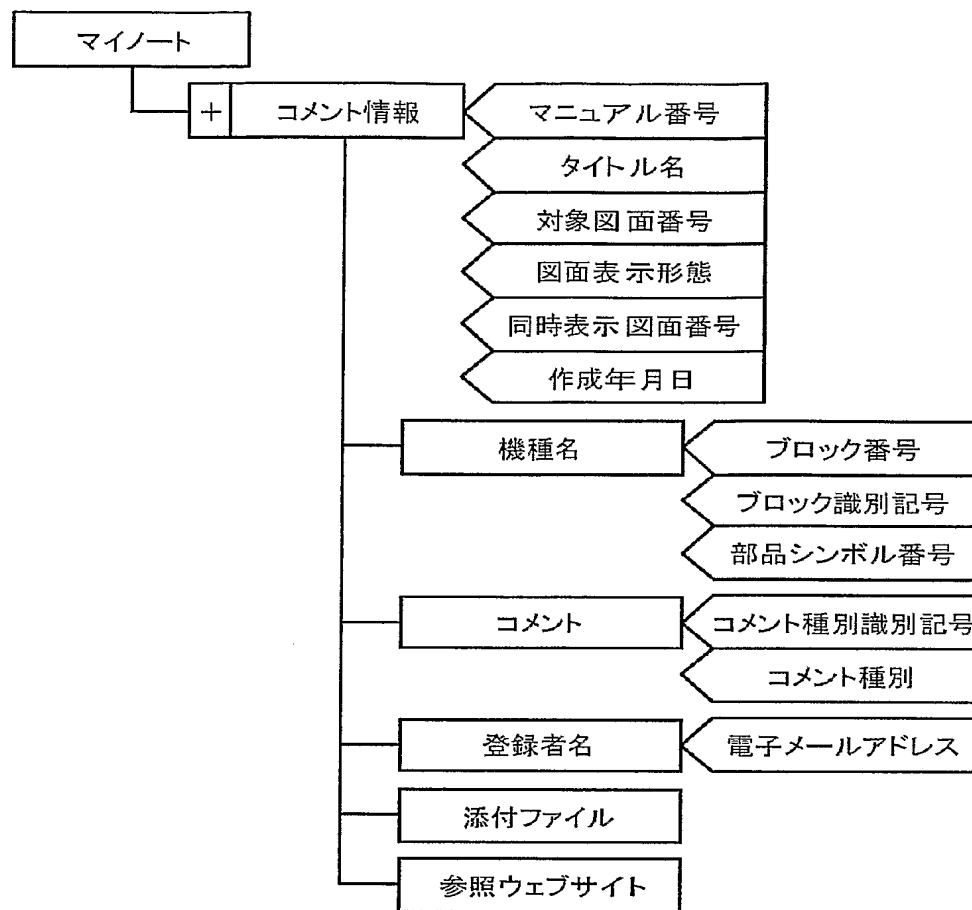 マイノート
+ コメント情報
マニュアル番号
タイトル名
対象図面番号
図面表示形態
同時表示図面番号
作成年月日
機種名
ブロック番号
ブロック識別記号
部品シンボル番号
コメント
コメント種別識別記号
コメント種別
登録者名
電子メールアドレス
添付ファイル
参照ウェブサイト